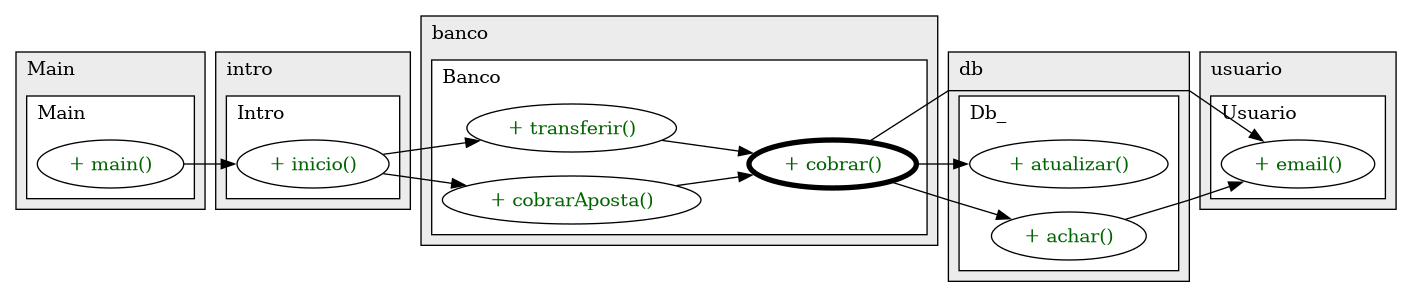 Main
Main
+ main()
intro
Intro
+ inicio()
banco
Banco
+ transferir()
+ cobrarAposta()
+ cobrar()
db
Db_
+ atualizar()
+ achar()
usuario
Usuario
+ email()